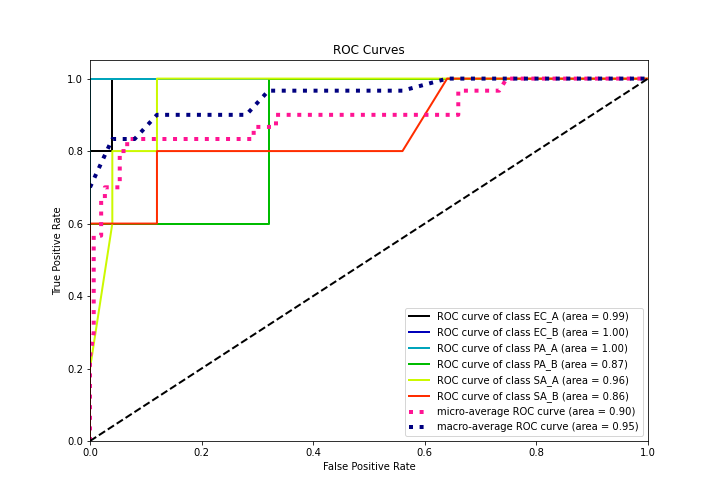 ROC Curves
1.0
0.8
0.6
0.4
0.2
0.0
True Positive Rate
0.0 0.2 0.4 0.6 0.8 1.0
False Positive Rate
ROC curve of class EC_A (area = 0.99)
ROC curve of class EC_B (area = 1.00)
ROC curve of class PA_A (area = 1.00)
ROC curve of class PA_B (area = 0.87)
ROC curve of class SA_A (area = 0.96)
ROC curve of class SA_B (area = 0.86)
micro-average ROC curve (area = 0.90)
macro-average ROC curve (area = 0.95)